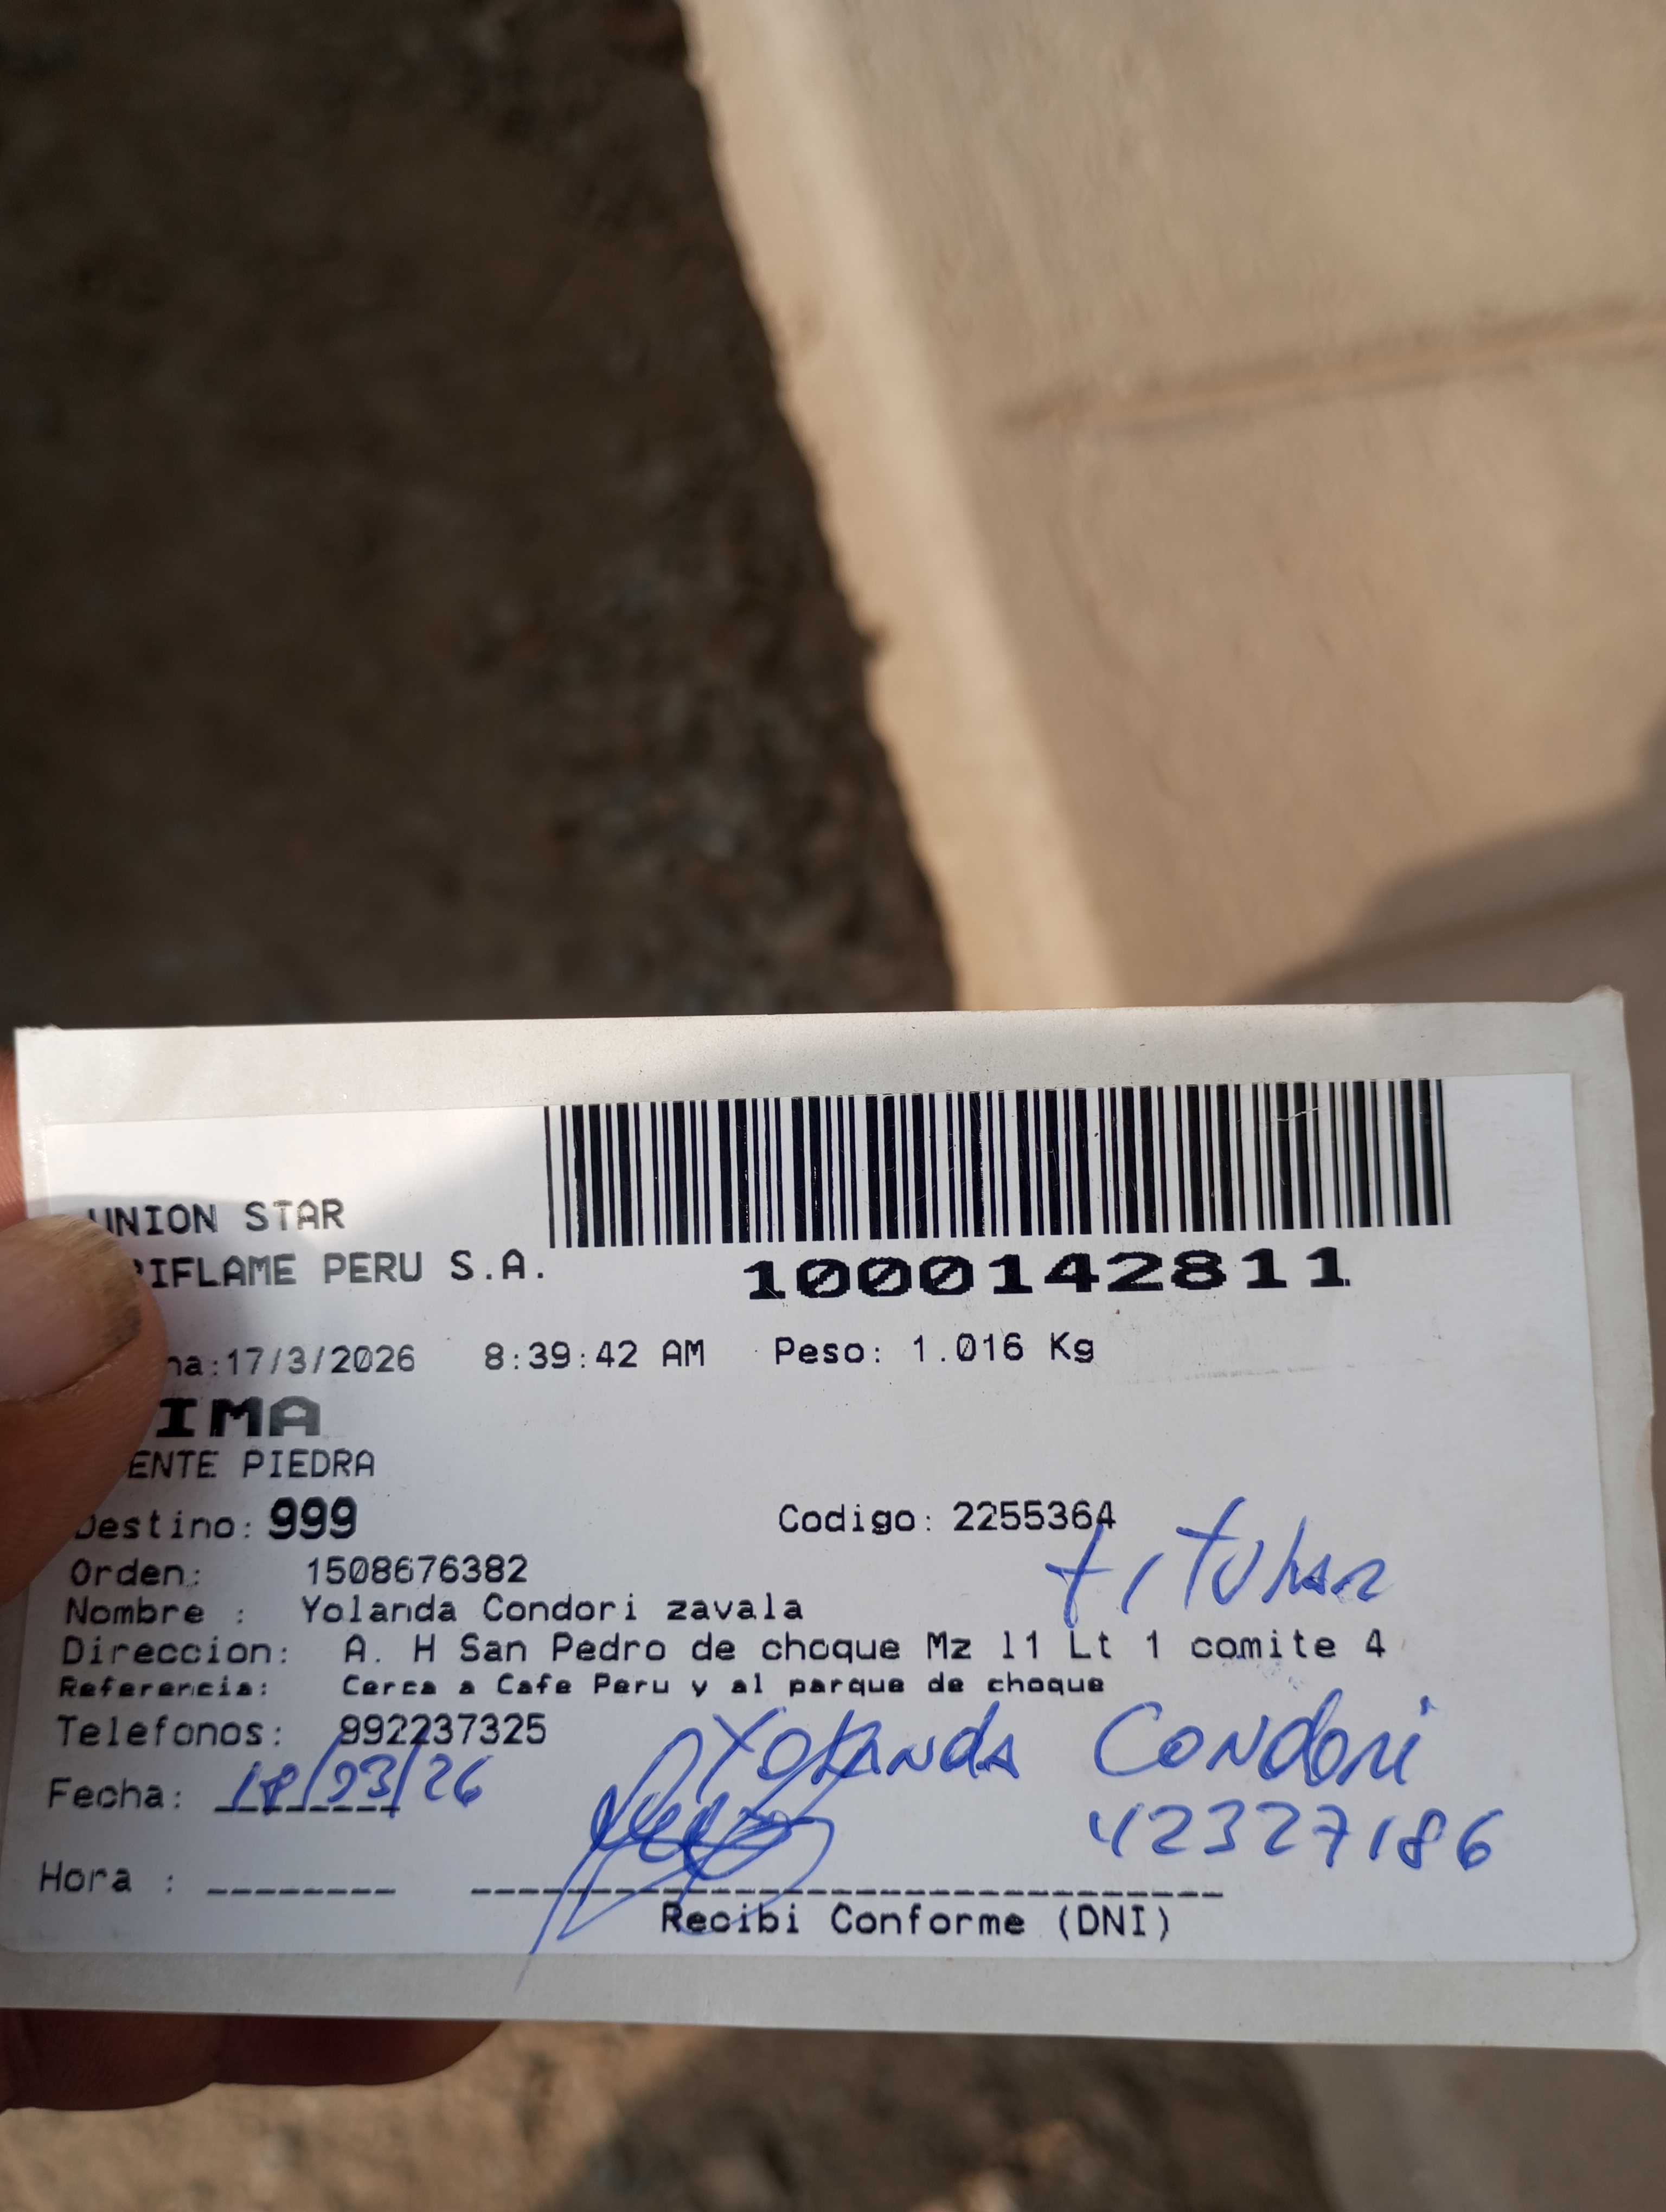 UNION STAR
RIFLAME PERU S.A.
1000142811
ha:17/3/2026 8:39:42 AM Peso: 1.016 Kg
IMA
ENTE PIEDRA
Destino: 999 Codigo: 2255364
titular
Orden: 1508676382
Nombre : Yolanda Condori zavala
Direccion: A. H San Pedro de choque Mz l1 Lt 1 comite 4
Referencia: Cerca a Cafe Peru y al parque de choque
Telefonos: 992237325
Yolanda Condori
Fecha: 18/03/26
42327186
Hora :
Recibi Conforme (DNI)